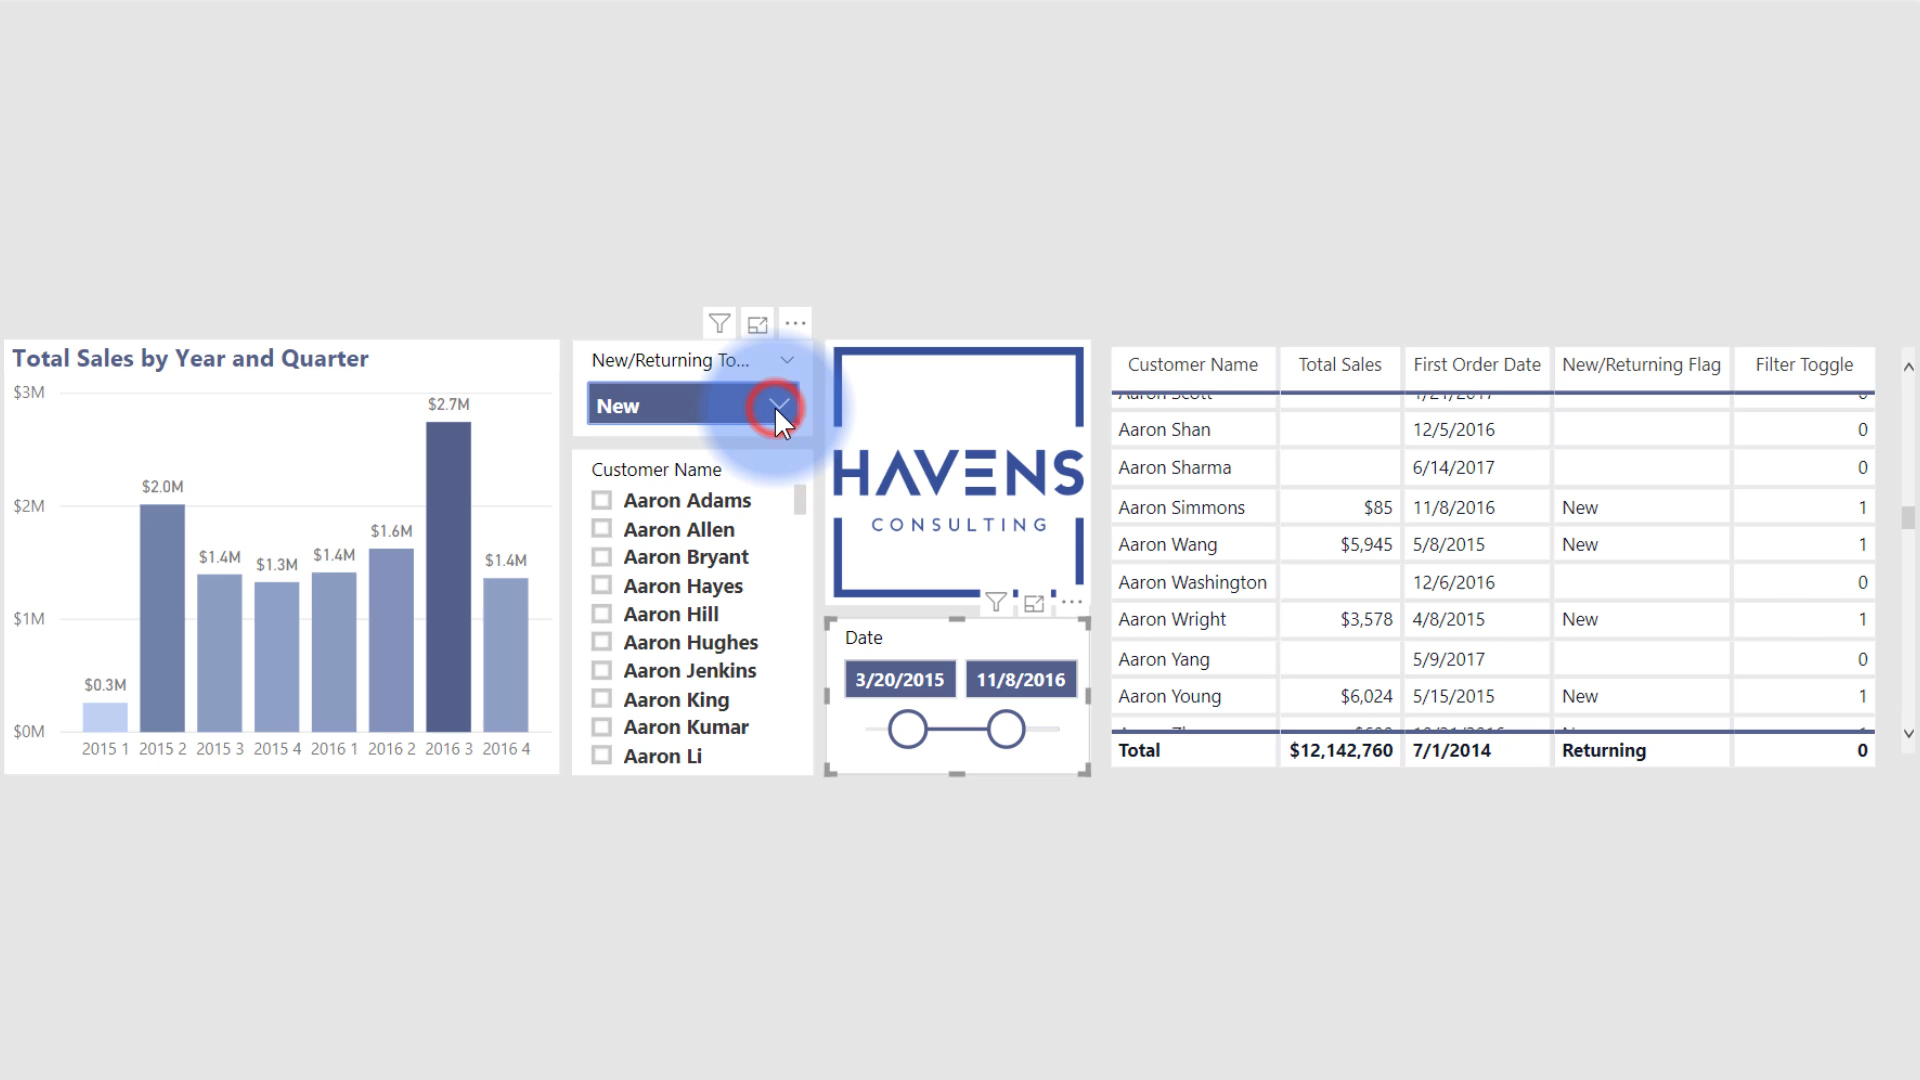 Total Sales by Year and Quarter
$3M
$2M
$1M
$0M
$0.3M
$2.0M
$1.4M
$1.3M
$1.4M
$1.6M
$2.7M
$1.4M
2015 1 2015 2 2015 3 2015 4 2016 1 2016 2 2016 3 2016 4
New/Returning To...
New
Customer Name
Aaron Adams
Aaron Allen
Aaron Bryant
Aaron Hayes
Aaron Hill
Aaron Hughes
Aaron Jenkins
Aaron King
Aaron Kumar
Aaron Li
HAVENS
CONSULTING
Date
3/20/2015 11/8/2016
Customer Name Total Sales First Order Date New/Returning Flag Filter Toggle
Aaron Shan 12/5/2016 0
Aaron Sharma 6/14/2017 0
Aaron Simmons $85 11/8/2016 New 1
Aaron Wang $5,945 5/8/2015 New 1
Aaron Washington 12/6/2016 0
Aaron Wright $3,578 4/8/2015 New 1
Aaron Yang 5/9/2017 0
Aaron Young $6,024 5/15/2015 New 1
Total $12,142,760 7/1/2014 Returning 0